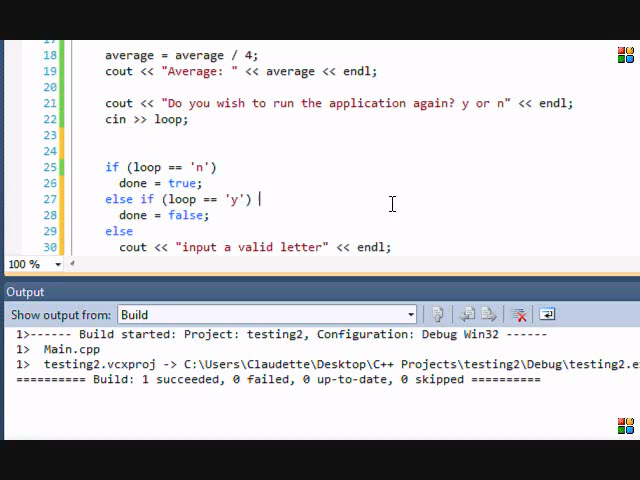 17
18 average = average / 4;
19 cout << "Average: " << average << endl;
20
21 cout << "Do you wish to run the application again? y or n" << endl;
22 cin >> loop;
23
24
25 if (loop == 'n')
26 done = true;
27 else if (loop == 'y')
28 done = false;
29 else
30 cout << "input a valid letter" << endl;
100 %
Output
Show output from: Build
1>------ Build started: Project: testing2, Configuration: Debug Win32 ------
1> Main.cpp
1> testing2.vcxproj -> C:\Users\Claudette\Desktop\C++ Projects\testing2\Debug\testing2.e
========== Build: 1 succeeded, 0 failed, 0 up-to-date, 0 skipped ==========